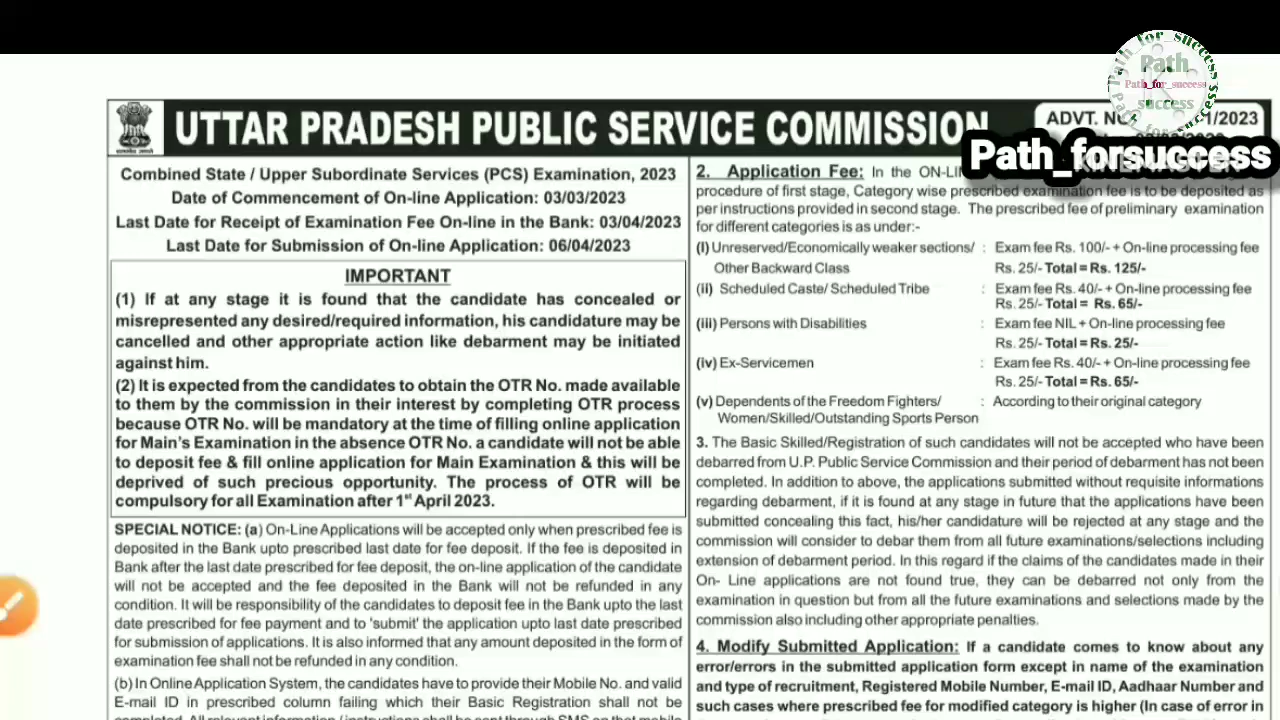 Path_for_success
Path
Path_for_success
success
UTTAR PRADESH PUBLIC SERVICE COMMISSION
ADVT. NO. 1/2023
Path_forsuccess
KINEMASTER
Combined State / Upper Subordinate Services (PCS) Examination, 2023
Date of Commencement of On-line Application: 03/03/2023
Last Date for Receipt of Examination Fee On-line in the Bank: 03/04/2023
Last Date for Submission of On-line Application: 06/04/2023
IMPORTANT
(1) If at any stage it is found that the candidate has concealed or
misrepresented any desired/required information, his candidature may be
cancelled and other appropriate action like debarment may be initiated
against him.
(2) It is expected from the candidates to obtain the OTR No. made available
to them by the commission in their interest by completing OTR process
because OTR No. will be mandatory at the time of filling online application
for Main's Examination in the absence OTR No. a candidate will not be able
to deposit fee & fill online application for Main Examination & this will be
deprived of such precious opportunity. The process of OTR will be
compulsory for all Examination after 1st April 2023.
SPECIAL NOTICE: (a) On-Line Applications will be accepted only when prescribed fee is
deposited in the Bank upto prescribed last date for fee deposit. If the fee is deposited in
Bank after the last date prescribed for fee deposit, the on-line application of the candidate
will not be accepted and the fee deposited in the Bank will not be refunded in any
condition. It will be responsibility of the candidates to deposit fee in the Bank upto the last
date prescribed for fee payment and to 'submit' the application upto last date prescribed
for submission of applications. It is also informed that any amount deposited in the form of
examination fee shall not be refunded in any condition.
(b) In Online Application System, the candidates have to provide their Mobile No. and valid
E-mail ID in prescribed column failing which their Basic Registration shall not be
completed. All relevant information / instructions shall be sent through SMS on that mobile
2. Application Fee: In the ON-LIN
procedure of first stage, Category wise prescribed examination fee is to be deposited as
per instructions provided in second stage. The prescribed fee of preliminary examination
for different categories is as under:-
(I) Unreserved/Economically weaker sections/ : Exam fee Rs. 100/- + On-line processing fee
Other Backward Class Rs. 25/- Total = Rs. 125/-
(ii) Scheduled Caste/ Scheduled Tribe : Exam fee Rs. 40/- + On-line processing fee
Rs. 25/- Total = Rs. 65/-
(iii) Persons with Disabilities : Exam fee NIL + On-line processing fee
Rs. 25/- Total = Rs. 25/-
(iv) Ex-Servicemen : Exam fee Rs. 40/- + On-line processing fee
Rs. 25/- Total = Rs. 65/-
(v) Dependents of the Freedom Fighters/ : According to their original category
Women/Skilled/Outstanding Sports Person
3. The Basic Skilled/Registration of such candidates will not be accepted who have been
debarred from U.P. Public Service Commission and their period of debarment has not been
completed. In addition to above, the applications submitted without requisite informations
regarding debarment, if it is found at any stage in future that the applications have been
submitted concealing this fact, his/her candidature will be rejected at any stage and the
commission will consider to debar them from all future examinations/selections including
extension of debarment period. In this regard if the claims of the candidates made in their
On- Line applications are not found true, they can be debarred not only from the
examination in question but from all the future examinations and selections made by the
commission also including other appropriate penalties.
4. Modify Submitted Application: If a candidate comes to know about any
error/errors in the submitted application form except in name of the examination
and type of recruitment, Registered Mobile Number, E-mail ID, Aadhaar Number and
such cases where prescribed fee for modified category is higher (In case of error in